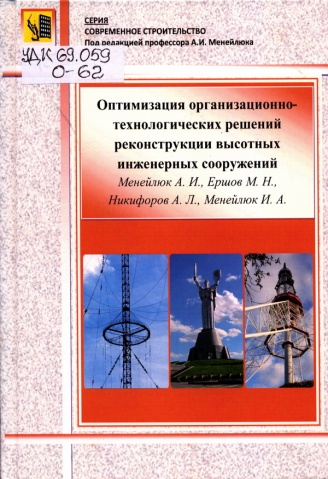 СЕРИЯ
СОВРЕМЕННОЕ СТРОИТЕЛЬСТВО
Под редакцией профессора А.И. Менейлюка
УДК 69.059
О-62
Оптимизация организационно-
технологических решений
реконструкции высотных
инженерных сооружений
Менейлюк А. И., Ершов М. Н.,
Никифоров А. Л., Менейлюк И. А.